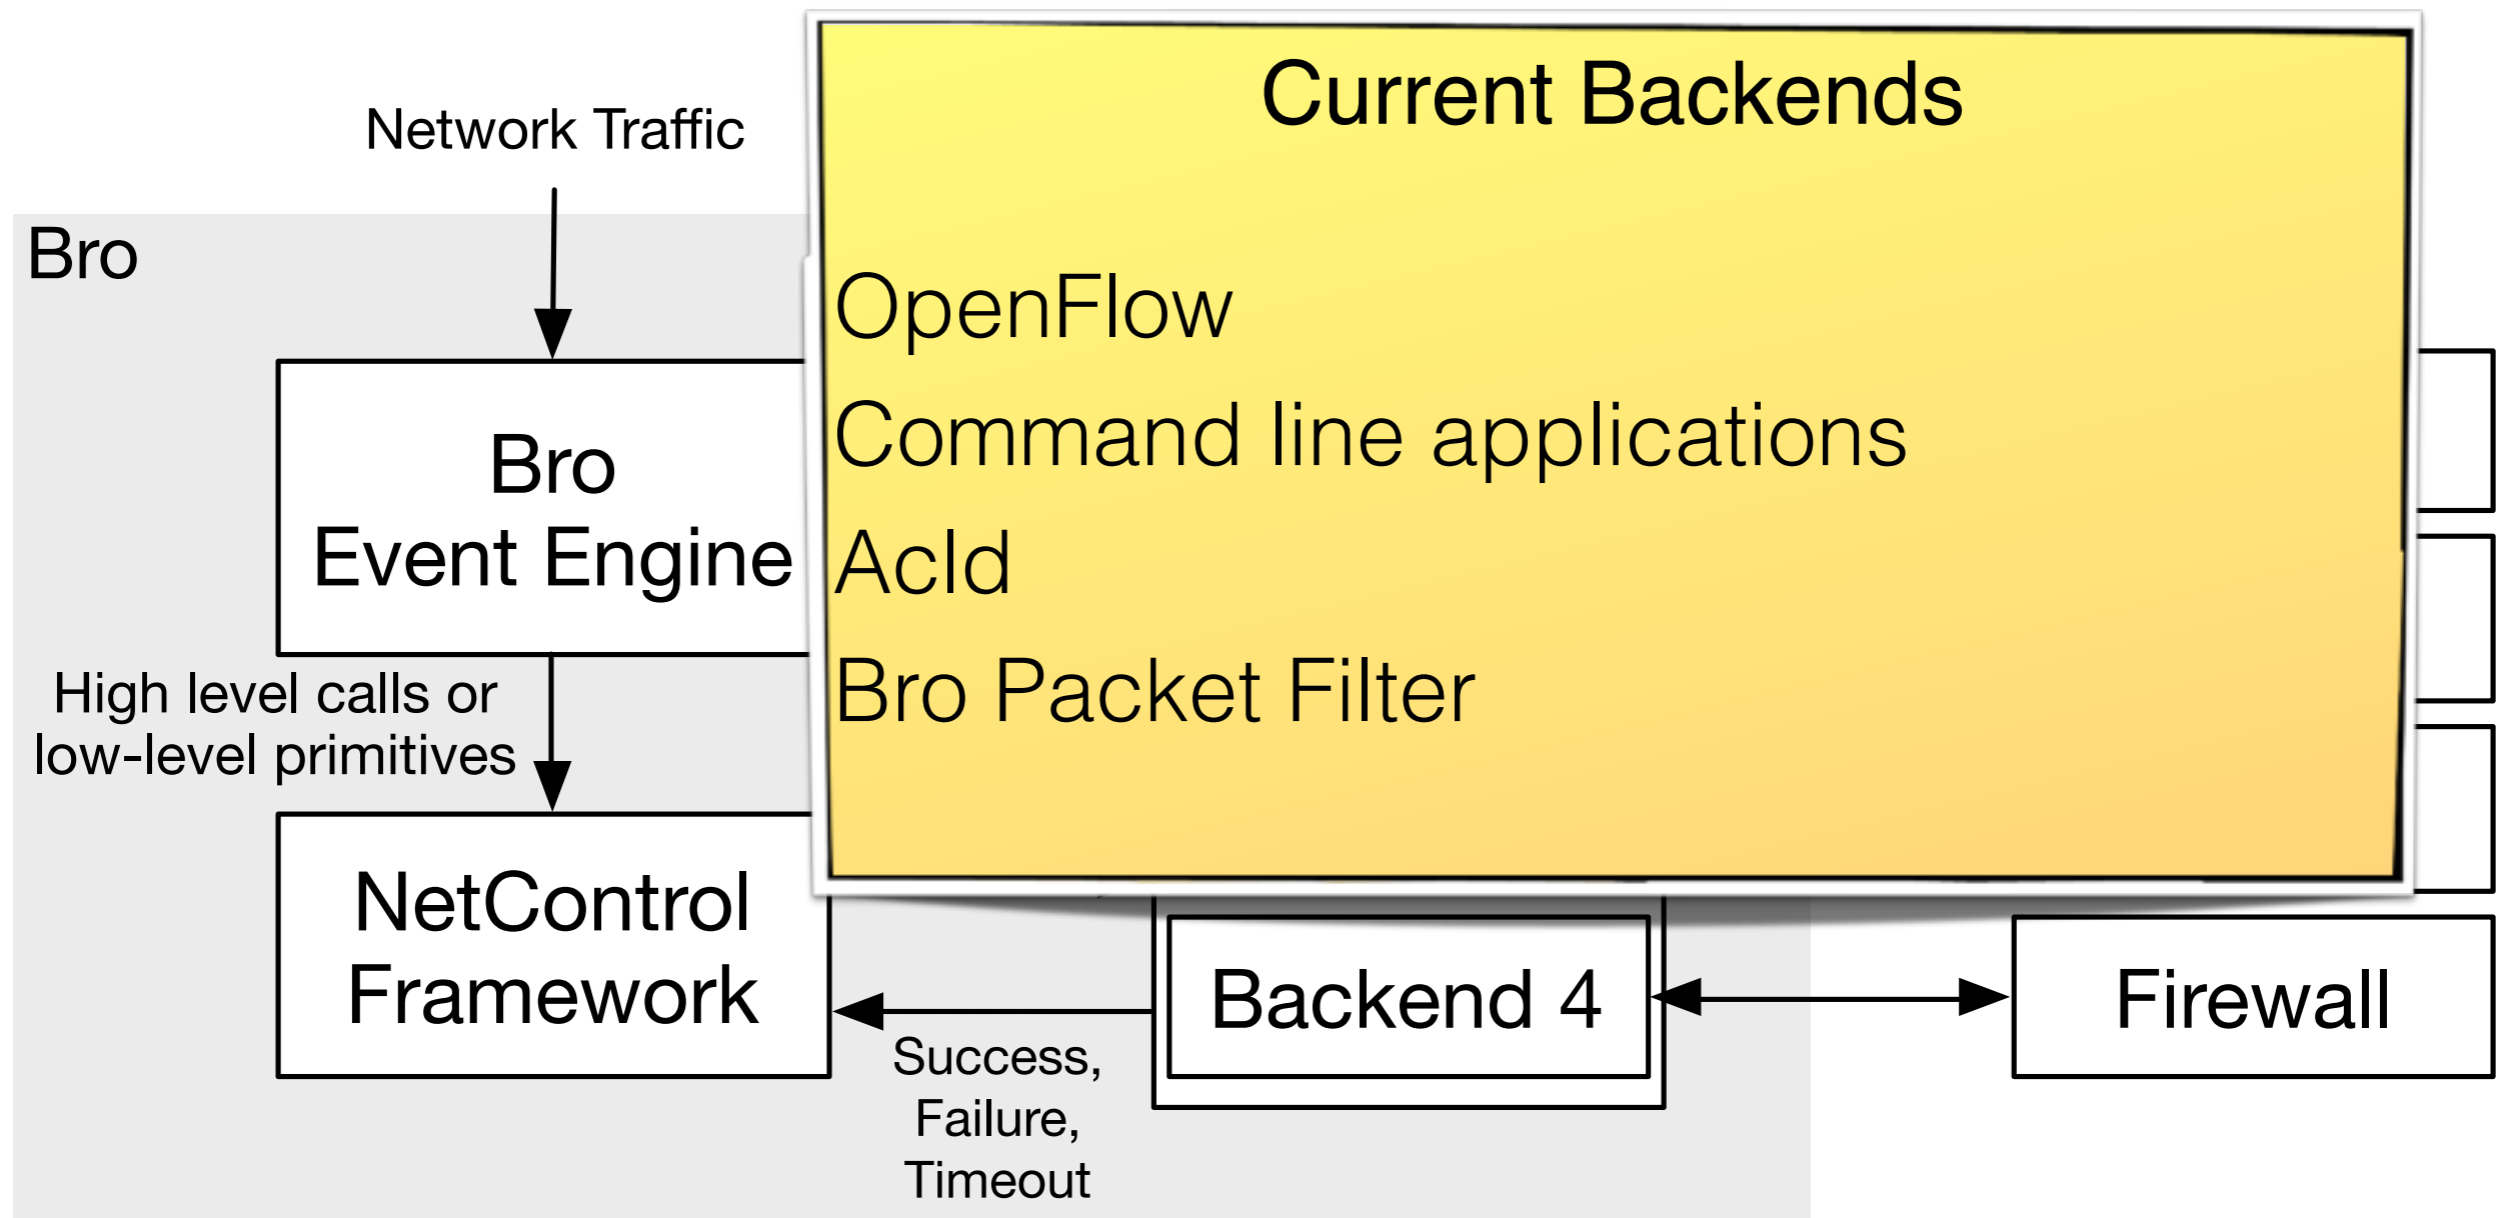 Network Traffic
Bro
Bro
Event Engine
High level calls or
low-level primitives
NetControl
Framework
Current Backends
OpenFlow
Command line applications
Acld
Bro Packet Filter
Backend 4
Success,
Failure,
Timeout
Firewall